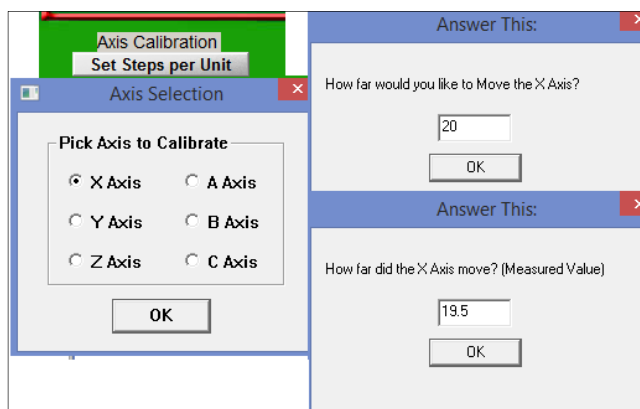 Axis Calibration
Set Steps per Unit
Axis Selection
Pick Axis to Calibrate
X Axis
A Axis
Y Axis
B Axis
Z Axis
C Axis
OK
Answer This:
How far would you like to Move the X Axis?
20
OK
Answer This:
How far did the X Axis move? (Measured Value)
19.5
OK